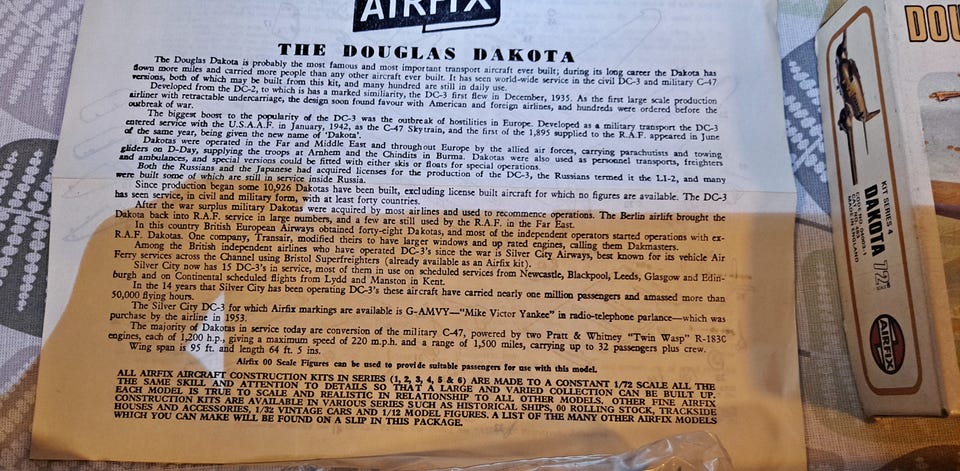 AIRFIX
THE DOUGLAS DAKOTA
The Douglas Dakota is probably the most famous and most important transport aircraft ever built; during its long career the Dakota has
flown more miles and carried more people than any other aircraft ever built. It has seen world-wide service in the civil DC-3 and military C-47
versions, both of which may be built from this kit, and many hundred are still in daily use.
Developed from the DC-2, to which is has a marked similiarity, the DC-3 first flew in December, 1935. As the first large scale production
airliner with retractable undercarriage, the design soon found favour with American and foreign airlines, and hundreds were ordered before the
outbreak of war.
The biggest boost to the popularity of the DC-3 was the outbreak of hostilities in Europe. Developed as a military transport the DC-3
entered service with the U.S.A.A.F. in January, 1942, as the C-47 Skytrain, and the first of the 1,895 supplied to the R.A.F. appeared in June
of the same year, being given the new name of 'Dakota'.
Dakotas were operated in the Far and Middle East and throughout Europe by the allied air forces, carrying parachutists and towing
gliders on D-Day, supplying the troops at Arnhem and the Chindits in Burma. Dakotas were also used as personnel transports, freighters
and ambulances, and special versions could be fitted with either skis or floats for special operations.
Both the Russians and the Japanese had acquired licenses for the production of the DC-3, the Russians termed it the L1-2, and many
were built some of which are still in service inside Russia.
Since production began some 10,926 Dakotas have been built, excluding license built aircraft for which no figures are available. The DC-3
has seen service, in civil and military form, with at least forty countries.
After the war surplus military Dakotas were acquired by most airlines and used to recommence operations. The Berlin airlift brought the
Dakota back into R.A.F. service in large numbers, and a few are still used by the R.A.F. in the Far East.
In this country British European Airways obtained forty-eight Dakotas, and most of the independent operators started operations with ex-
R.A.F. Dakotas. One company, Transair, modified theirs to have larger windows and up rated engines, calling them Dakmasters.
Among the British independent airlines who have operated DC-3's since the war is Silver City Airways, best known for its vehicle Air
Ferry services across the Channel using Bristol Superfreighters (already available as an Airfix kit).
Silver City now has 15 DC-3's in service, most of them in use on scheduled services from Newcastle, Blackpool, Leeds, Glasgow and Edin-
burgh and on Continental scheduled flights from Lydd and Manston in Kent.
In the 14 years that Silver City has been operating DC-3's these aircraft have carried nearly one million passengers and amassed more than
50,000 flying hours.
The Silver City DC-3 for which Airfix markings are available is G-AMVY—"Mike Victor Yankee" in radio-telephone parlance—which was
purchase by the airline in 1953.
The majority of Dakotas in service today are conversion of the military C-47, powered by two Pratt & Whitney "Twin Wasp" R-183C
engines, each of 1,200 h.p., giving a maximum speed of 220 m.p.h. and a range of 1,500 miles, carrying up to 32 passengers plus crew.
Wing span is 95 ft. and length 64 ft. 5 ins.
Airfix 00 Scale Figures can be used to provide suitable passengers for use with this model.
ALL AIRFIX AIRCRAFT CONSTRUCTION KITS IN SERIES (1, 2, 3, 4, 5 & 6) ARE MADE TO A CONSTANT 1/72 SCALE ALL THE
THE SAME SKILL AND ATTENTION TO DETAILS SO THAT A LARGE AND VARIED COLLECTION CAN BE BUILT UP.
EACH MODEL IS TRUE TO SCALE AND REALISTIC IN RELATIONSHIP TO ALL OTHER MODELS. OTHER FINE AIRFIX
CONSTRUCTION KITS ARE AVAILABLE IN VARIOUS SERIES SUCH AS HISTORICAL SHIPS, 00 ROLLING STOCK, TRACKSIDE
HOUSES AND ACCESSORIES, 1/32 VINTAGE CARS AND 1/12 MODEL FIGURES. A LIST OF THE MANY OTHER AIRFIX MODELS
WHICH YOU CAN MAKE WILL BE FOUND ON A SLIP IN THIS PACKAGE.
DOU
KIT SERIES 4
DAKOTA
MADE IN ENGLAND
AIRFIX